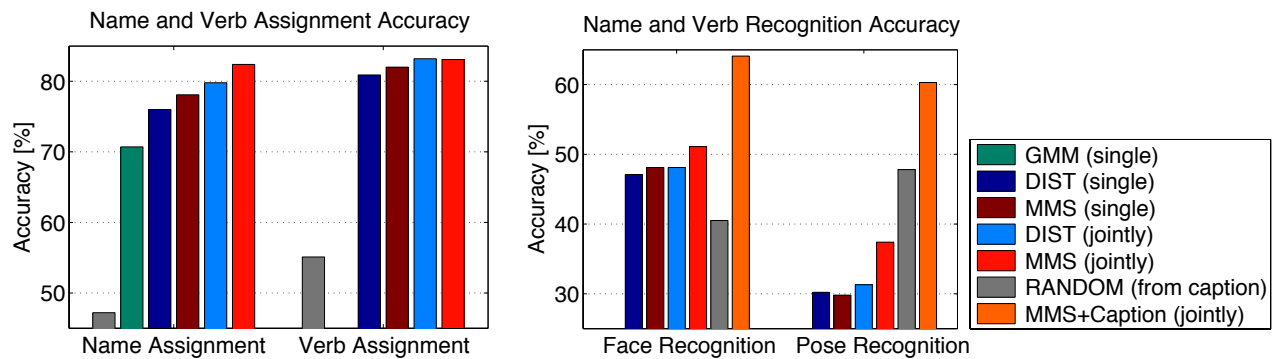 Name and Verb Assignment Accuracy
Accuracy [%]
80
70
60
50
Name Assignment
Verb Assignment
Name and Verb Recognition Accuracy
Accuracy [%]
60
50
40
30
Face Recognition
Pose Recognition
GMM (single)
DIST (single)
MMS (single)
DIST (jointly)
MMS (jointly)
RANDOM (from caption)
MMS+Caption (jointly)